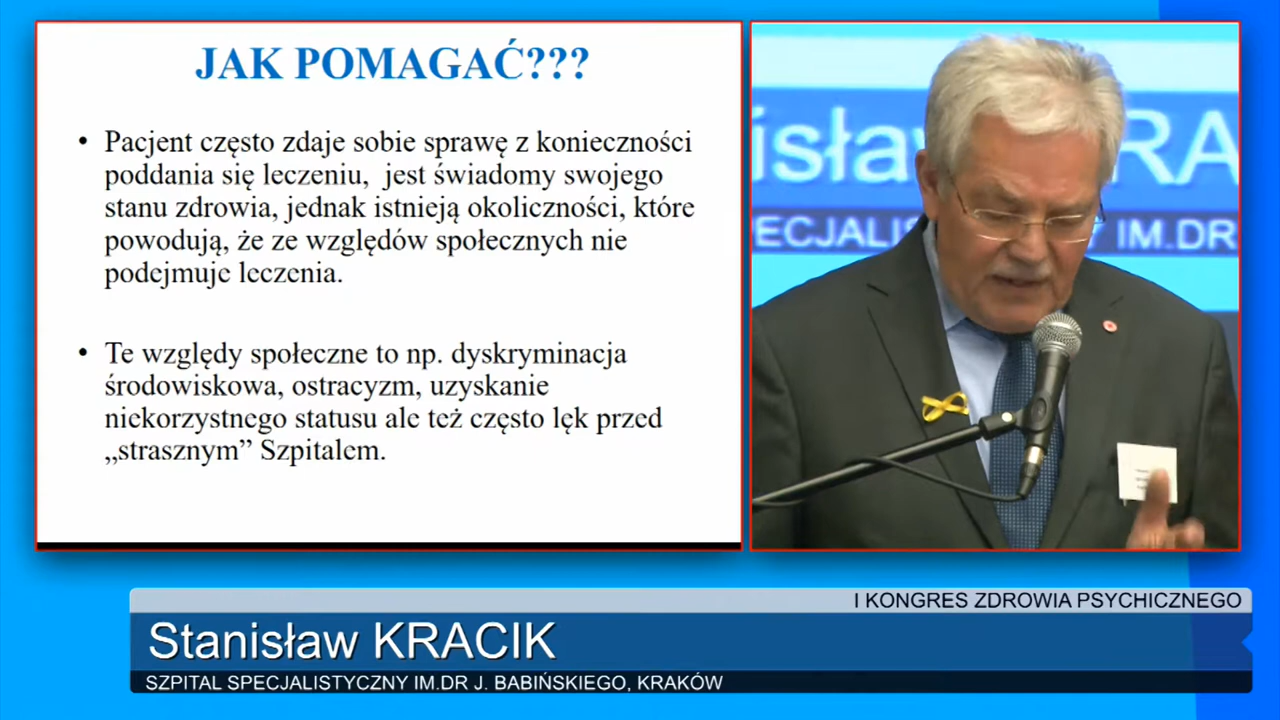 JAK POMAGAĆ???
• Pacjent często zdaje sobie sprawę z konieczności
poddania się leczeniu, jest świadomy swojego
stanu zdrowia, jednak istnieją okoliczności, które
powodują, że ze względów społecznych nie
podejmuje leczenia.
• Te względy społeczne to np. dyskryminacja
środowiskowa, ostracyzm, uzyskanie
niekorzystnego statusu ale też często lęk przed
„strasznym” Szpitalem.
isław KRA
ECJALIS NY IM.DR
I KONGRES ZDROWIA PSYCHICZNEGO
Stanisław KRACIK
SZPITAL SPECJALISTYCZNY IM.DR J. BABIŃSKIEGO, KRAKÓW